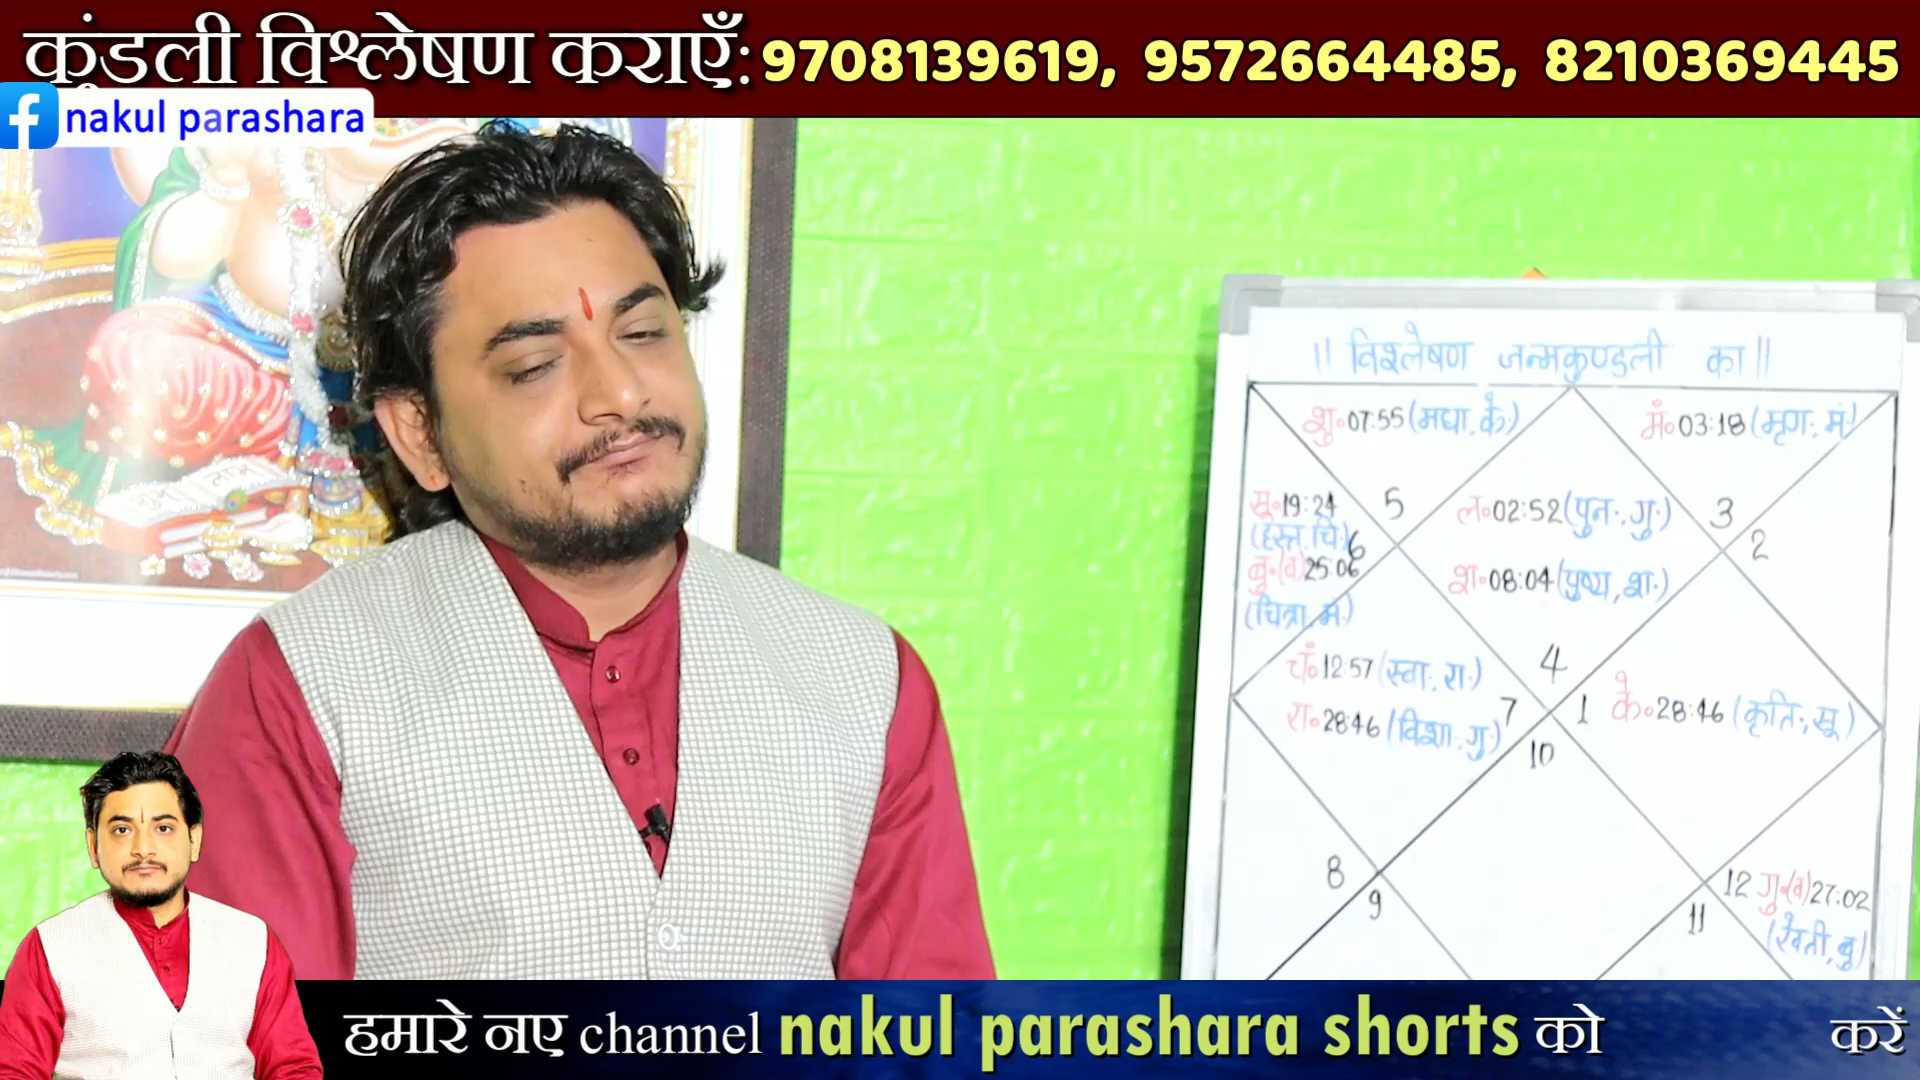 कूंडली विश्लेषण कराएँ: 9708139619, 9572664485, 8210369445
nakul parashara
|| विश्लेषण जन्मकुण्डली का ||
शु॰ 07:55 (मघा, के॰)
मं॰ 03:18 (मृग॰, मं॰)
5
3
2
सू॰ 19:24
(हस्त, चं॰)
6
बु॰ (व) 25:06
(चित्रा, मं॰)
ल॰ 02:52 (पुन॰, गु॰)
श॰ 08:04 (पुष्य, श॰)
4
चं॰ 12:57 (स्वा॰, रा॰)
रा॰ 28:46 (विशा॰, गु॰)
7
1
के॰ 28:46 (कृति॰, सू॰)
10
8
9
11
12
गु॰ (व) 27:02
(रेवती, बु॰)
हमारे नए channel nakul parashara shorts को करें